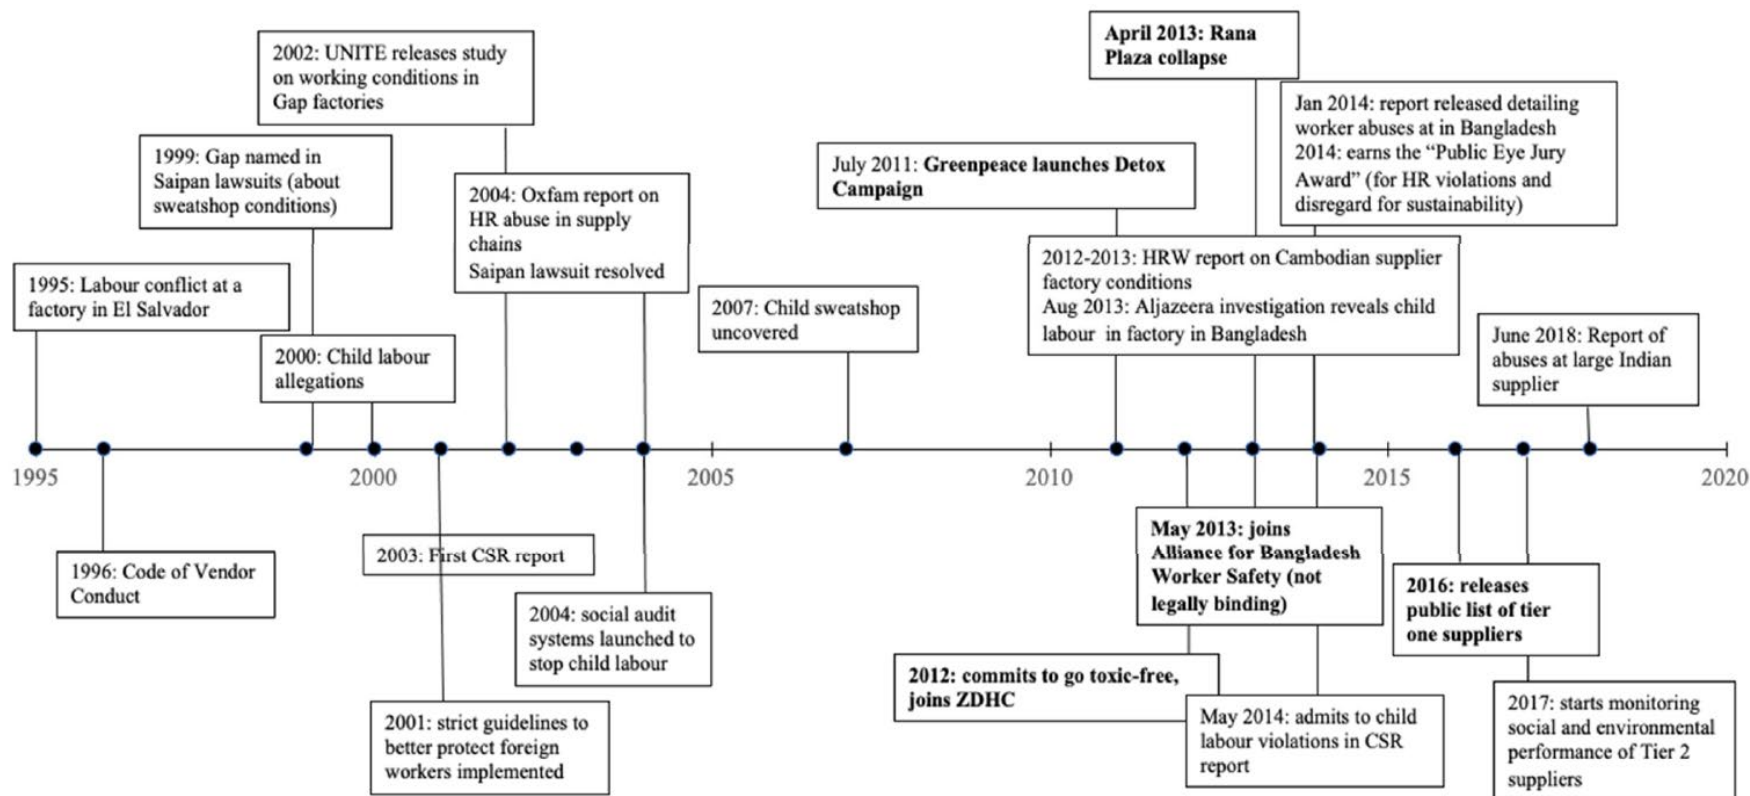 2002: UNITE releases study
on working conditions in
Gap factories
1999: Gap named in
Saipan lawsuits (about
sweatshop conditions)
2004: Oxfam report on
HR abuse in supply
chains
Saipan lawsuit resolved
1995: Labour conflict at a
factory in El Salvador
2000: Child labour
allegations
2007: Child sweatshop
uncovered
July 2011: Greenpeace launches Detox
Campaign
April 2013: Rana
Plaza collapse
Jan 2014: report released detailing
worker abuses at in Bangladesh
2014: earns the “Public Eye Jury
Award” (for HR violations and
disregard for sustainability)
2012-2013: HRW report on Cambodian supplier
factory conditions
Aug 2013: Aljazeera investigation reveals child
labour in factory in Bangladesh
June 2018: Report of
abuses at large Indian
supplier
1995
2000
2005
2010
2015
2020
1996: Code of Vendor
Conduct
2003: First CSR report
2004: social audit
systems launched to
stop child labour
2001: strict guidelines to
better protect foreign
workers implemented
May 2013: joins
Alliance for Bangladesh
Worker Safety (not
legally binding)
2012: commits to go toxic-free,
joins ZDHC
May 2014: admits to child
labour violations in CSR
report
2016: releases
public list of tier
one suppliers
2017: starts monitoring
social and environmental
performance of Tier 2
suppliers